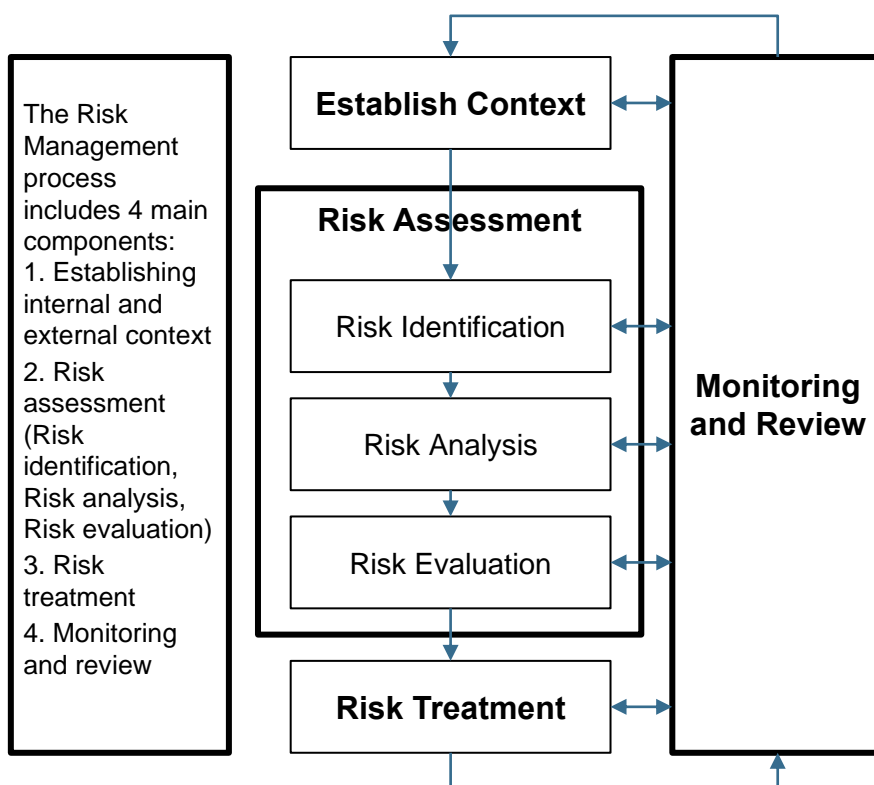 The Risk
Management
process
includes 4 main
components:
1. Establishing
internal and
external context
2. Risk
assessment
(Risk
identification,
Risk analysis,
Risk evaluation)
3. Risk
treatment
4. Monitoring
and review
Establish Context
Risk Assessment
Risk Identification
Risk Analysis
Risk Evaluation
Risk Treatment
Monitoring
and Review